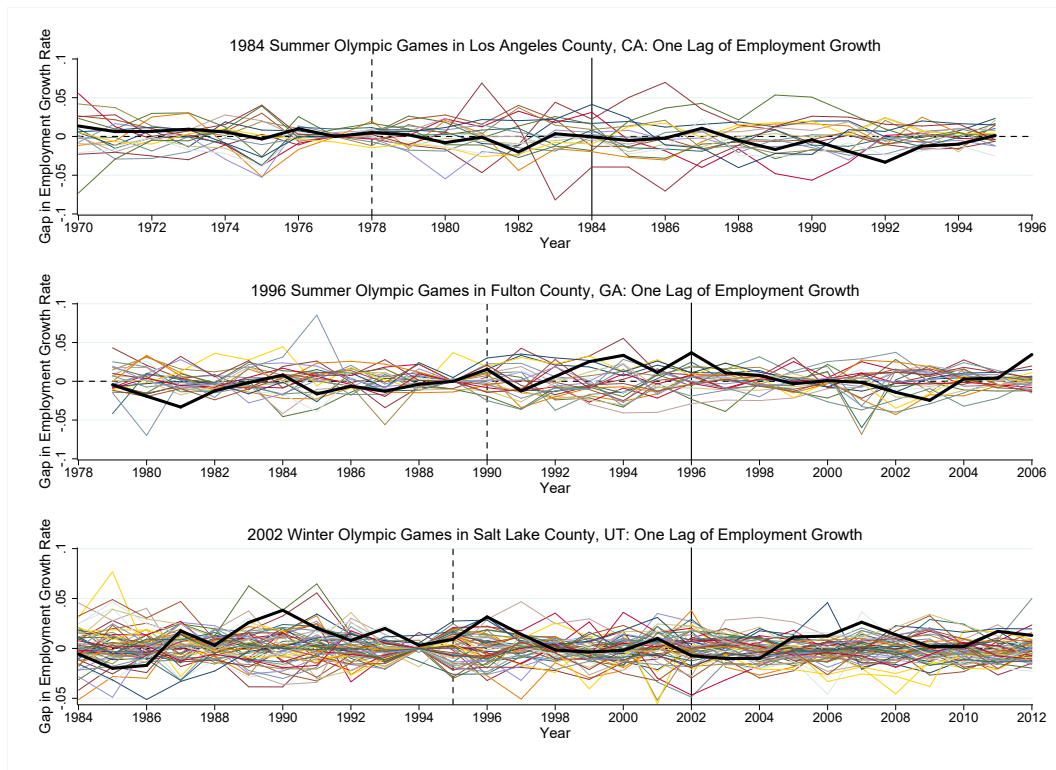 1984 Summer Olympic Games in Los Angeles County, CA: One Lag of Employment Growth
Gap in Employment Growth Rate
.1
.05
0
-.05
-.1
1970 1972 1974 1976 1978 1980 1982 1984 1986 1988 1990 1992 1994 1996
Year
1996 Summer Olympic Games in Fulton County, GA: One Lag of Employment Growth
Gap in Employment Growth Rate
.1
.05
0
-.05
-.1
1978 1980 1982 1984 1986 1988 1990 1992 1994 1996 1998 2000 2002 2004 2006
Year
2002 Winter Olympic Games in Salt Lake County, UT: One Lag of Employment Growth
Gap in Employment Growth Rate
.1
.05
0
-.05
1984 1986 1988 1990 1992 1994 1996 1998 2000 2002 2004 2006 2008 2010 2012
Year